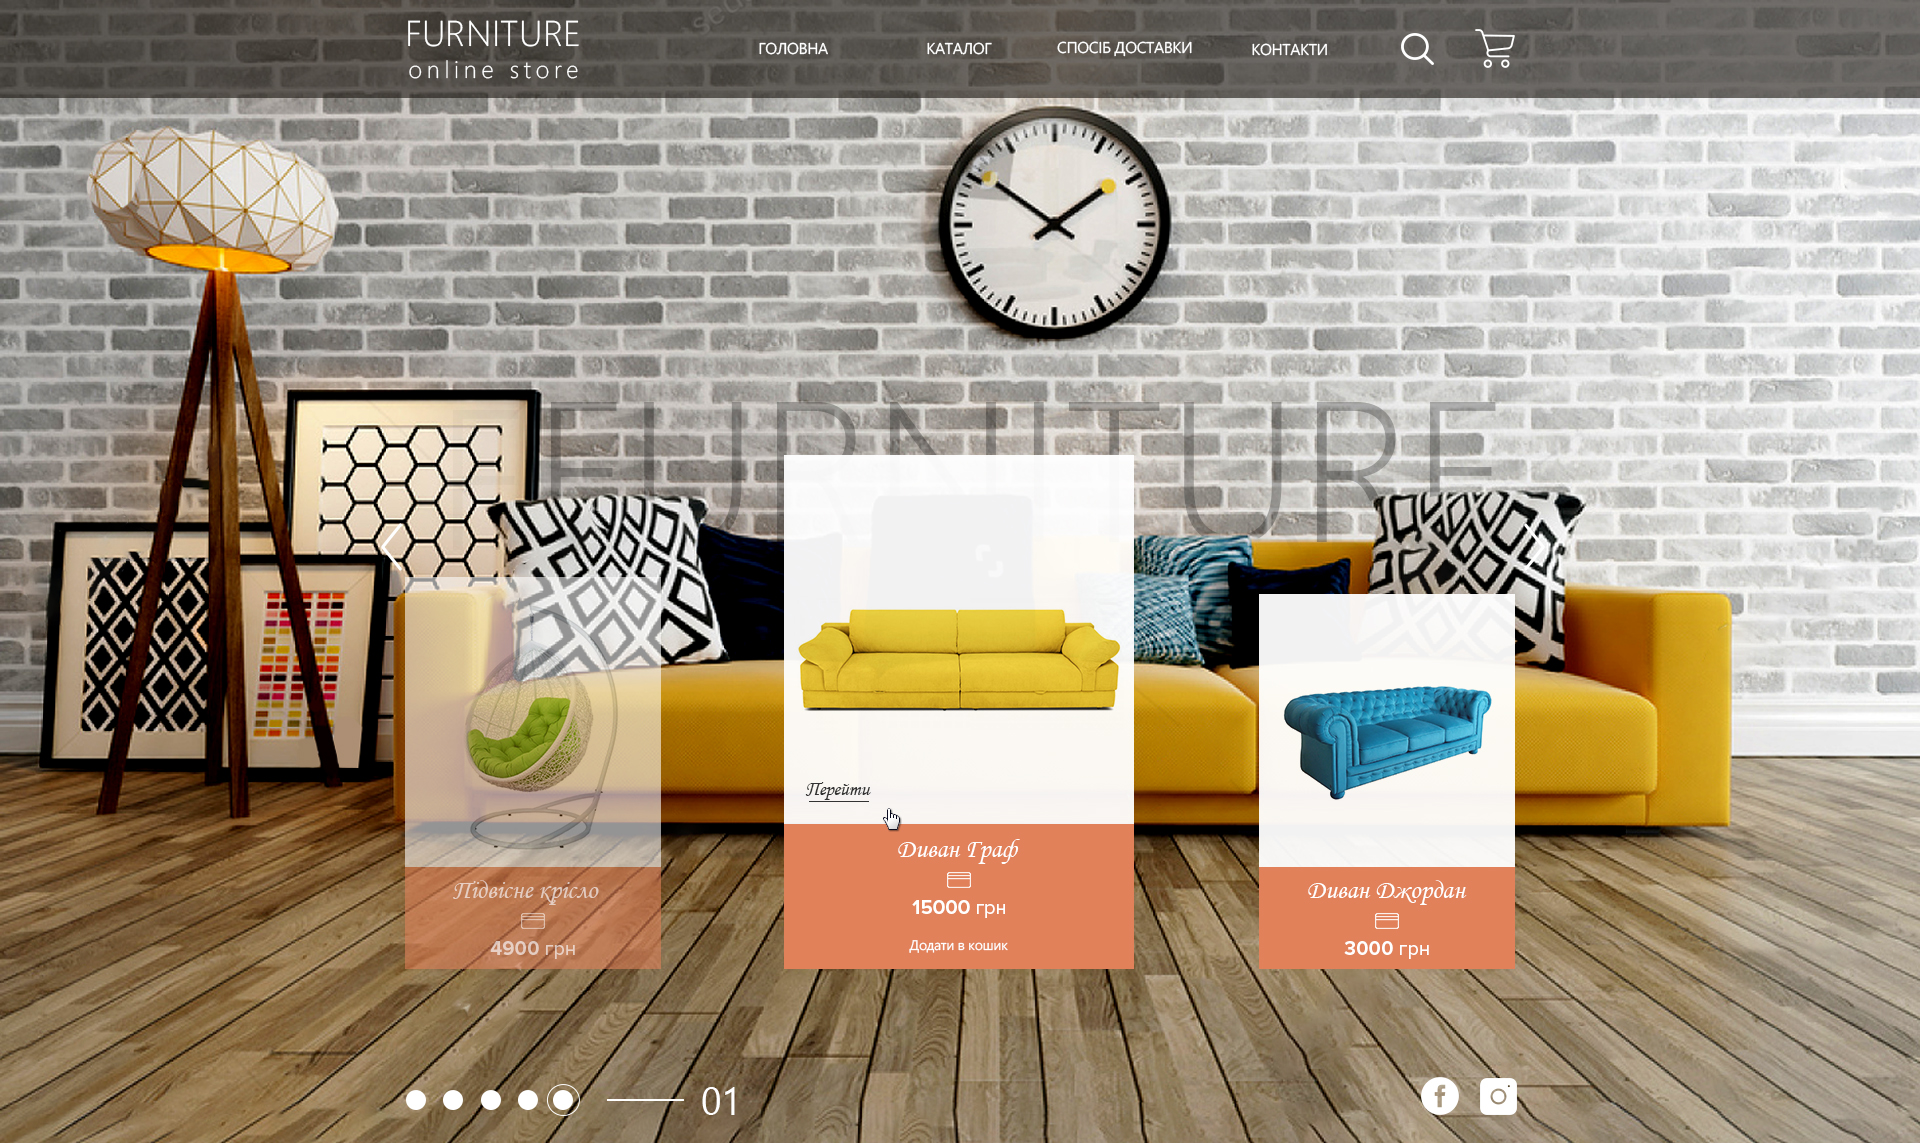 FURNITURE
online store
ГОЛОВНА
КАТАЛОГ
СПОСІБ ДОСТАВКИ
КОНТАКТИ
FURNITURE
Перейти
Підвісне крісло
4900 грн
Диван Граф
15000 грн
Додати в кошик
Диван Джордан
3000 грн
01